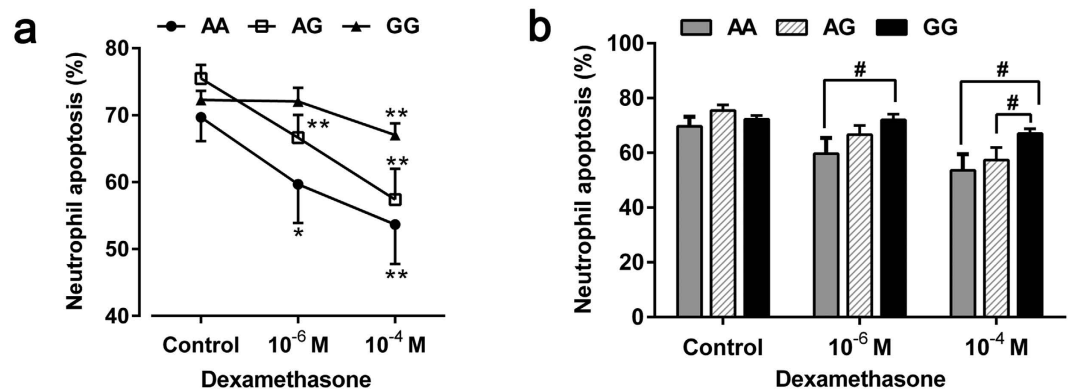 a
AA AG GG
Neutrophil apoptosis (%)
80
70
60
50
40
**
**
**
*
**
Control 10⁻⁶ M 10⁻⁴ M
Dexamethasone
b
AA AG GG
Neutrophil apoptosis (%)
100
80
60
40
20
0
#
#
#
Control 10⁻⁶ M 10⁻⁴ M
Dexamethasone